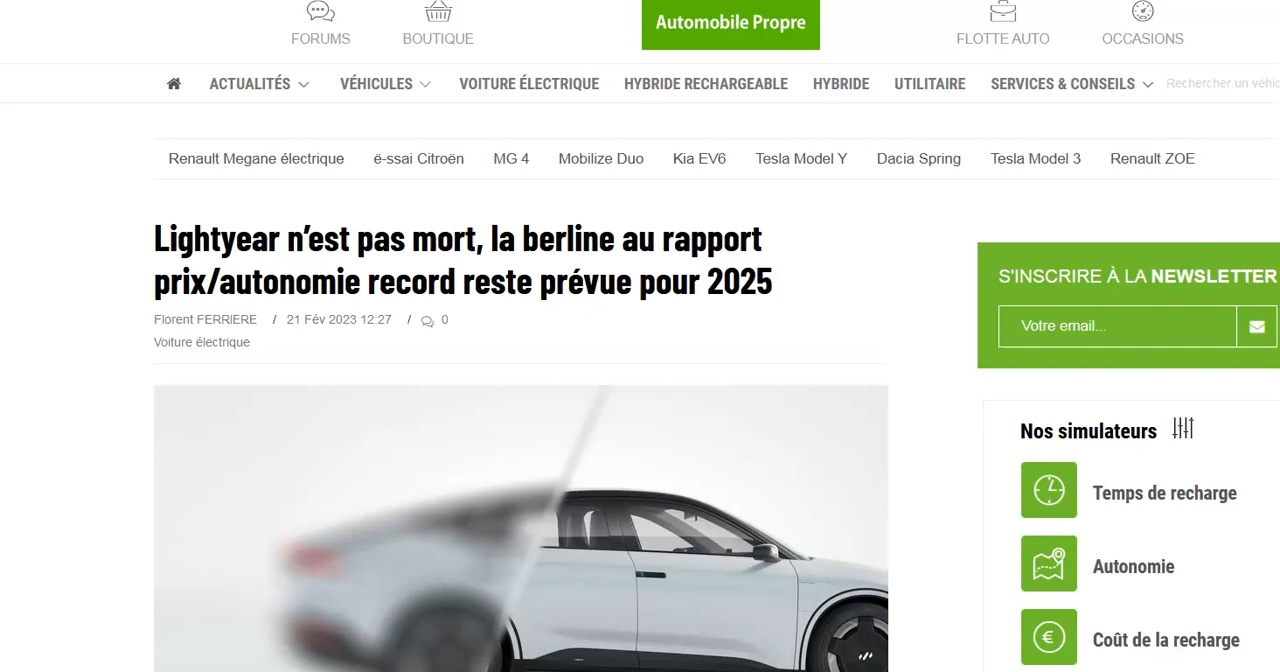 FORUMS
BOUTIQUE
Automobile Propre
FLOTTE AUTO
OCCASIONS
ACTUALITÉS
VÉHICULES
VOITURE ÉLECTRIQUE
HYBRIDE RECHARGEABLE
HYBRIDE
UTILITAIRE
SERVICES & CONSEILS
Rechercher un véhic
Renault Megane électrique
ë-ssai Citroën
MG 4
Mobilize Duo
Kia EV6
Tesla Model Y
Dacia Spring
Tesla Model 3
Renault ZOE
Lightyear n’est pas mort, la berline au rapport
prix/autonomie record reste prévue pour 2025
Florent FERRIERE / 21 Fév 2023 12:27 / 0
Voiture électrique
S'INSCRIRE À LA NEWSLETTER
Votre email...
Nos simulateurs
Temps de recharge
Autonomie
Coût de la recharge